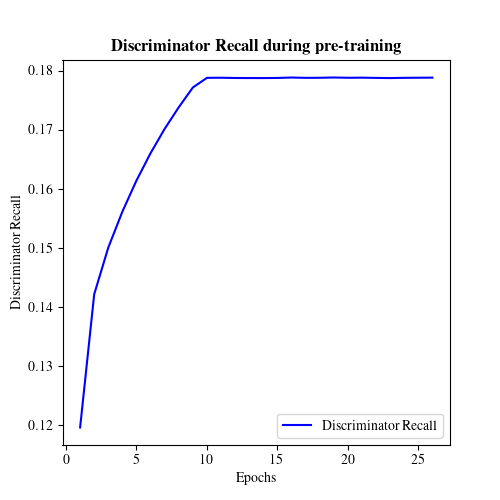 Discriminator Recall during pre-training
0.18
0.17
0.16
0.15
0.14
0.13
0.12
Discriminator Recall
0 5 10 15 20 25
Epochs
Discriminator Recall